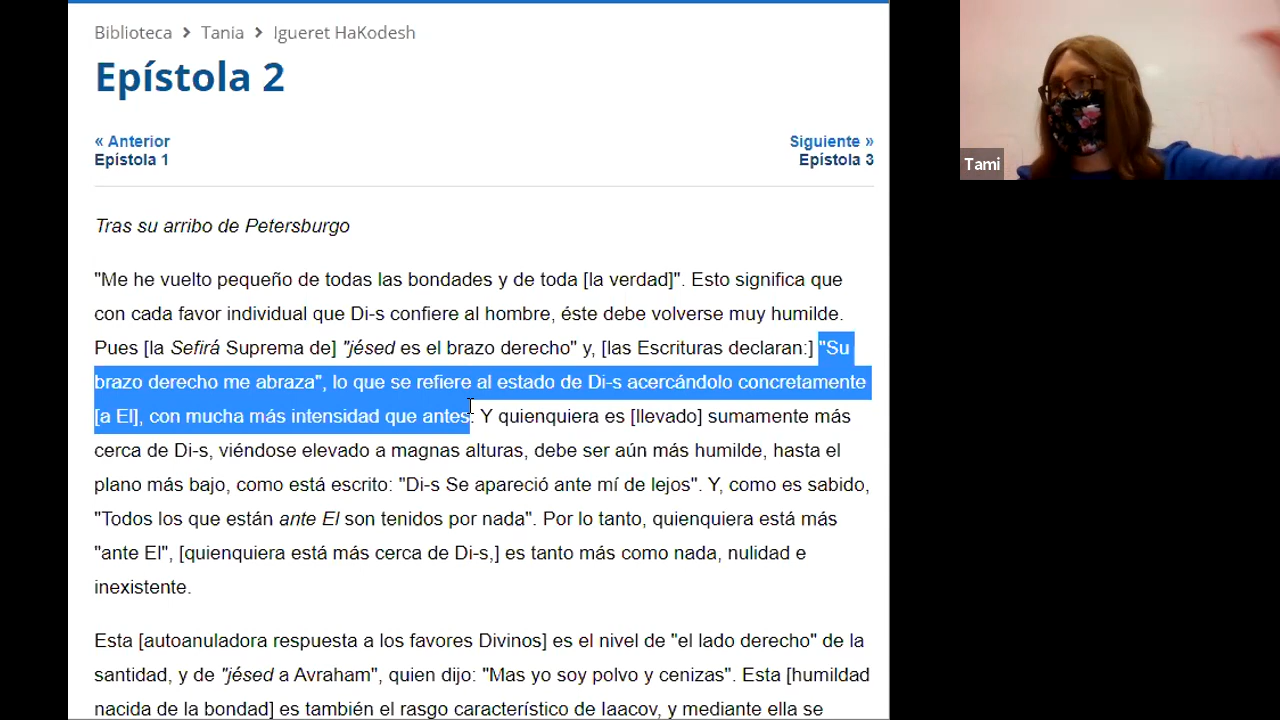 Biblioteca > Tania > Igueret HaKodesh
Epístola 2
« Anterior
Epístola 1
Siguiente »
Epístola 3
Tras su arribo de Petersburgo
"Me he vuelto pequeño de todas las bondades y de toda [la verdad]". Esto significa que
con cada favor individual que Di-s confiere al hombre, éste debe volverse muy humilde.
Pues [la Sefirá Suprema de] "jésed es el brazo derecho" y, [las Escrituras declaran:] "Su
brazo derecho me abraza", lo que se refiere al estado de Di-s acercándolo concretamente
[a El], con mucha más intensidad que antes. Y quienquiera es [llevado] sumamente más
cerca de Di-s, viéndose elevado a magnas alturas, debe ser aún más humilde, hasta el
plano más bajo, como está escrito: "Di-s Se apareció ante mí de lejos". Y, como es sabido,
"Todos los que están ante El son tenidos por nada". Por lo tanto, quienquiera está más
"ante El", [quienquiera está más cerca de Di-s,] es tanto más como nada, nulidad e
inexistente.
Esta [autoanuladora respuesta a los favores Divinos] es el nivel de "el lado derecho" de la
santidad, y de "jésed a Avraham", quien dijo: "Mas yo soy polvo y cenizas". Esta [humildad
nacida de la bondad] es también el rasgo característico de Iaacov, y mediante ella se
Tami